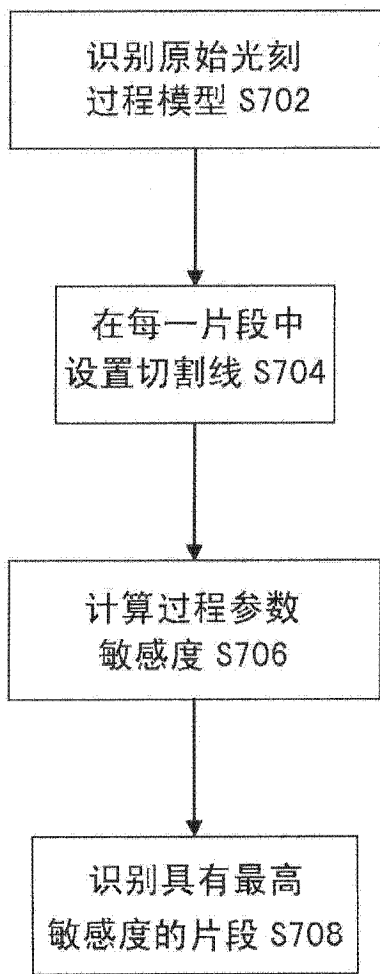 识别原始光刻
过程模型 S702
在每一片段中
设置切割线 S704
计算过程参数
敏感度 S706
识别具有最高
敏感度的片段 S708